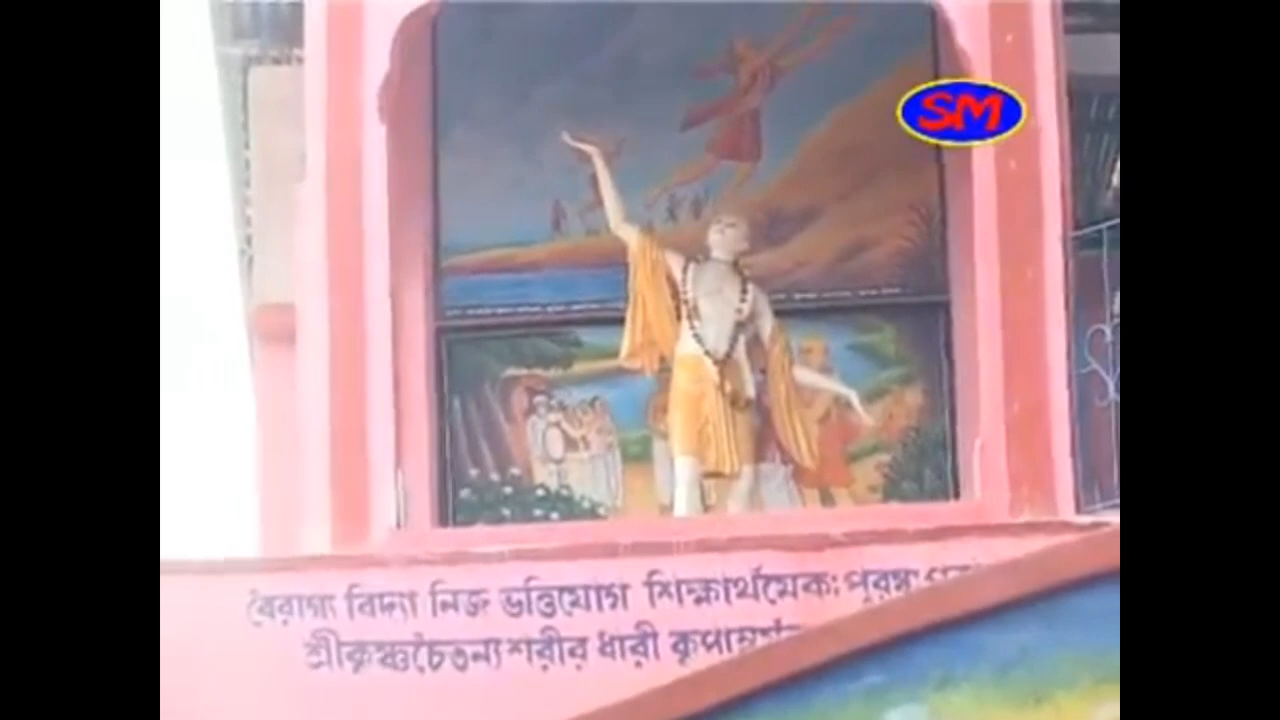 SM
বৈরাগ্য বিদ্যা নিজ ভক্তিযোগ শিক্ষার্থমেকঃ
শ্রীকৃষ্ণচৈতন্য শরীর ধারী